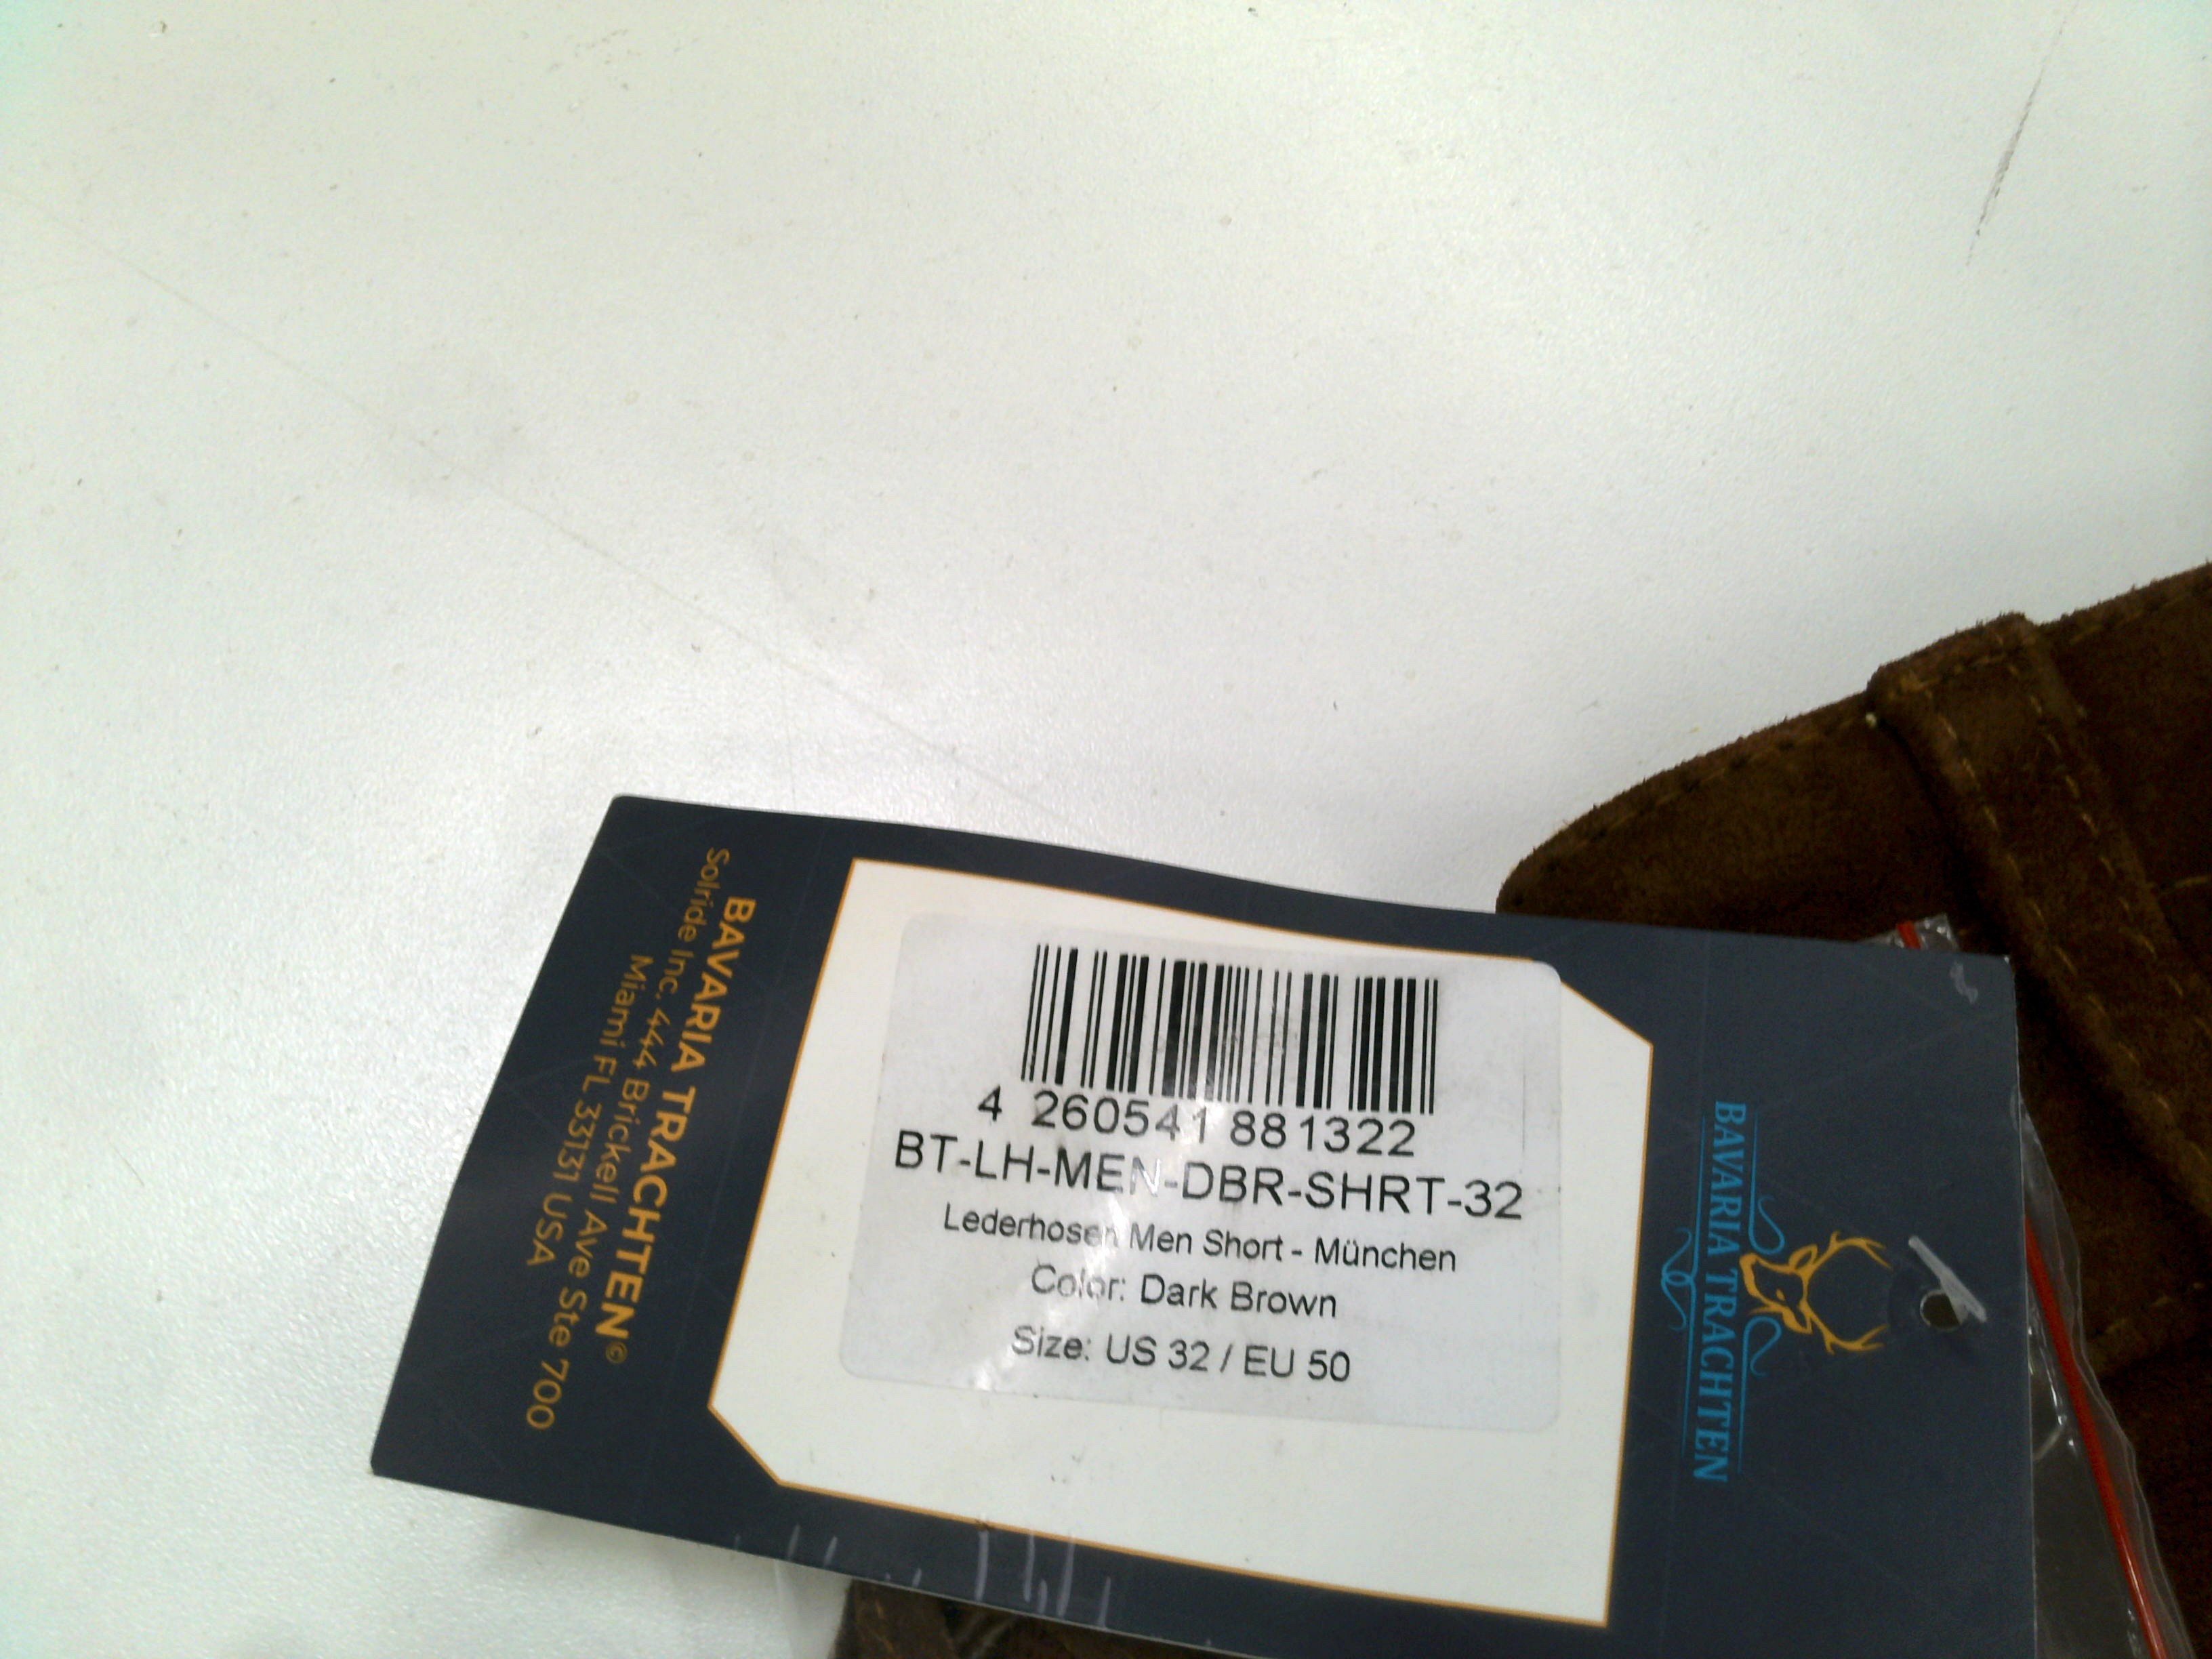 4 260541 881322
BT-LH-MEN-DBR-SHRT-32
Lederhosen Men Short - München
Color: Dark Brown
Size: US 32 / EU 50
BAVARIA TRACHTEN
BAVARIA TRACHTEN©
Solride Inc. 444 Brickell Ave Ste 700
Miami FL 33131 USA